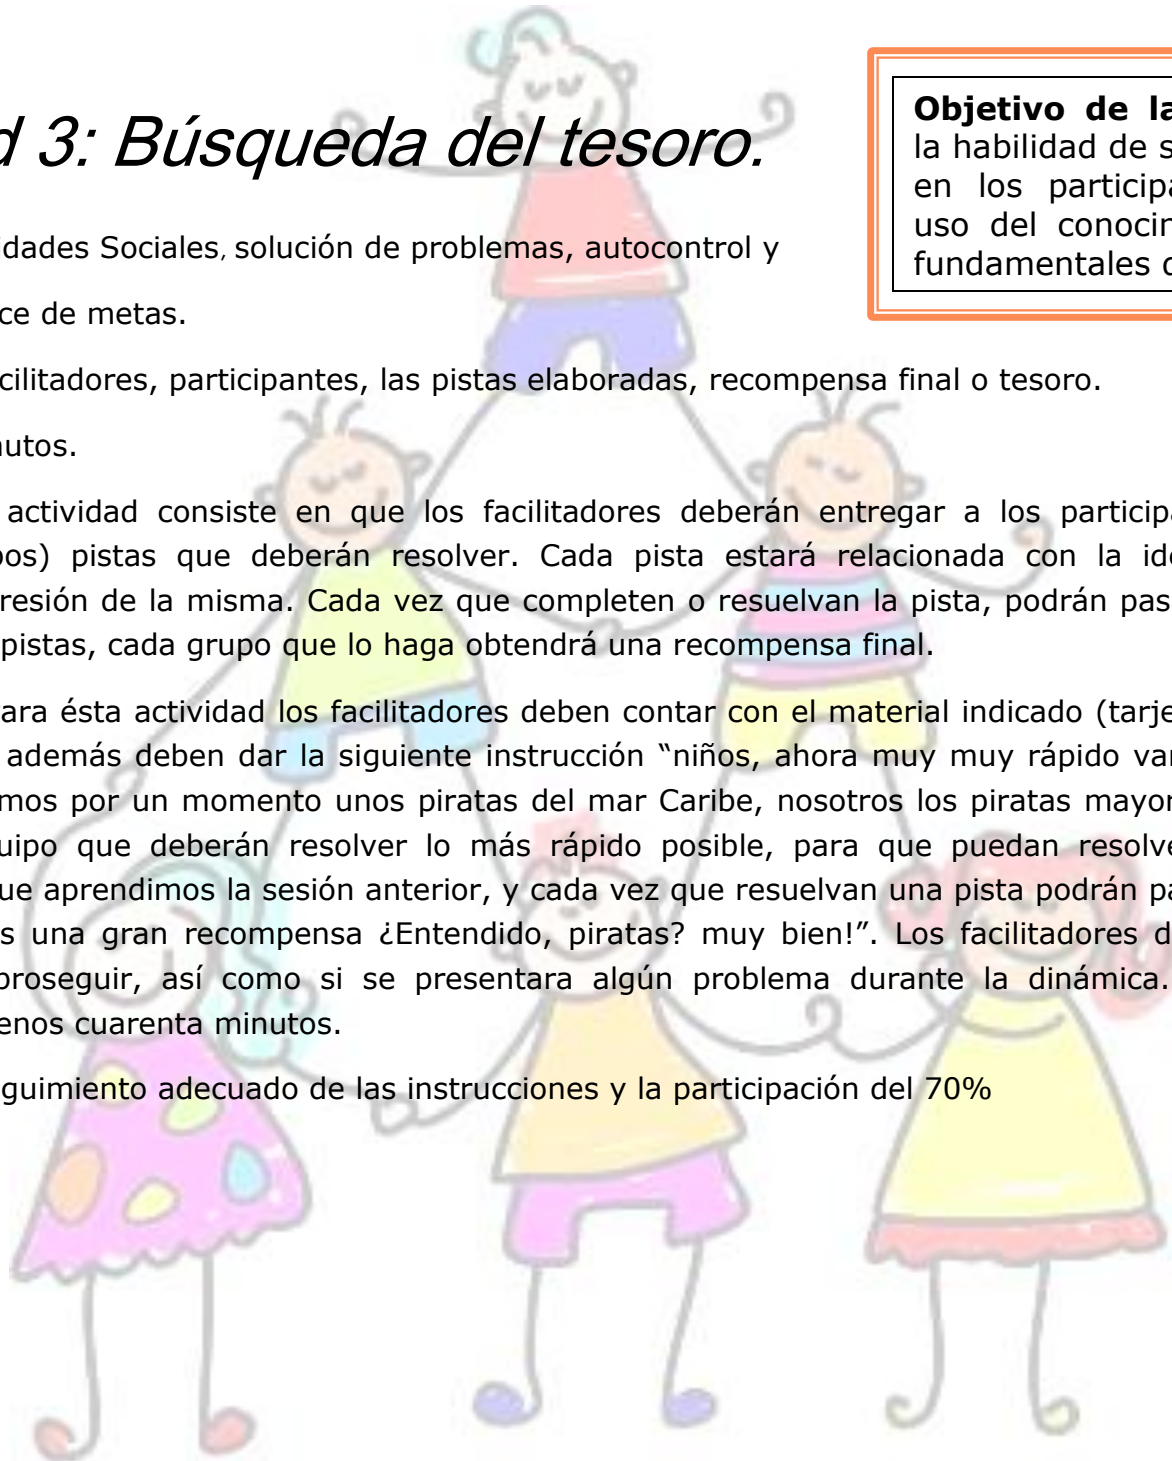 d 3: Búsqueda del tesoro.
Objetivo de la
la habilidad de s
en los particip
uso del conocin
fundamentales
idades Sociales, solución de problemas, autocontrol y
ce de metas.
cilitadores, participantes, las pistas elaboradas, recompensa final o tesoro.
nutos.
actividad consiste en que los facilitadores deberán entregar a los particip
pos) pistas que deberán resolver. Cada pista estará relacionada con la id
resión de la misma. Cada vez que completen o resuelvan la pista, podrán pas
pistas, cada grupo que lo haga obtendrá una recompensa final.
ara ésta actividad los facilitadores deben contar con el material indicado (tarje
además deben dar la siguiente instrucción “niños, ahora muy muy rápido var
mos por un momento unos piratas del mar Caribe, nosotros los piratas mayor
uipo que deberán resolver lo más rápido posible, para que puedan resolve
que aprendimos la sesión anterior, y cada vez que resuelvan una pista podrán pa
s una gran recompensa ¿Entendido, piratas? muy bien!”. Los facilitadores d
proseguir, así como si se presentara algún problema durante la dinámica.
enos cuarenta minutos.
guimiento adecuado de las instrucciones y la participación del 70%